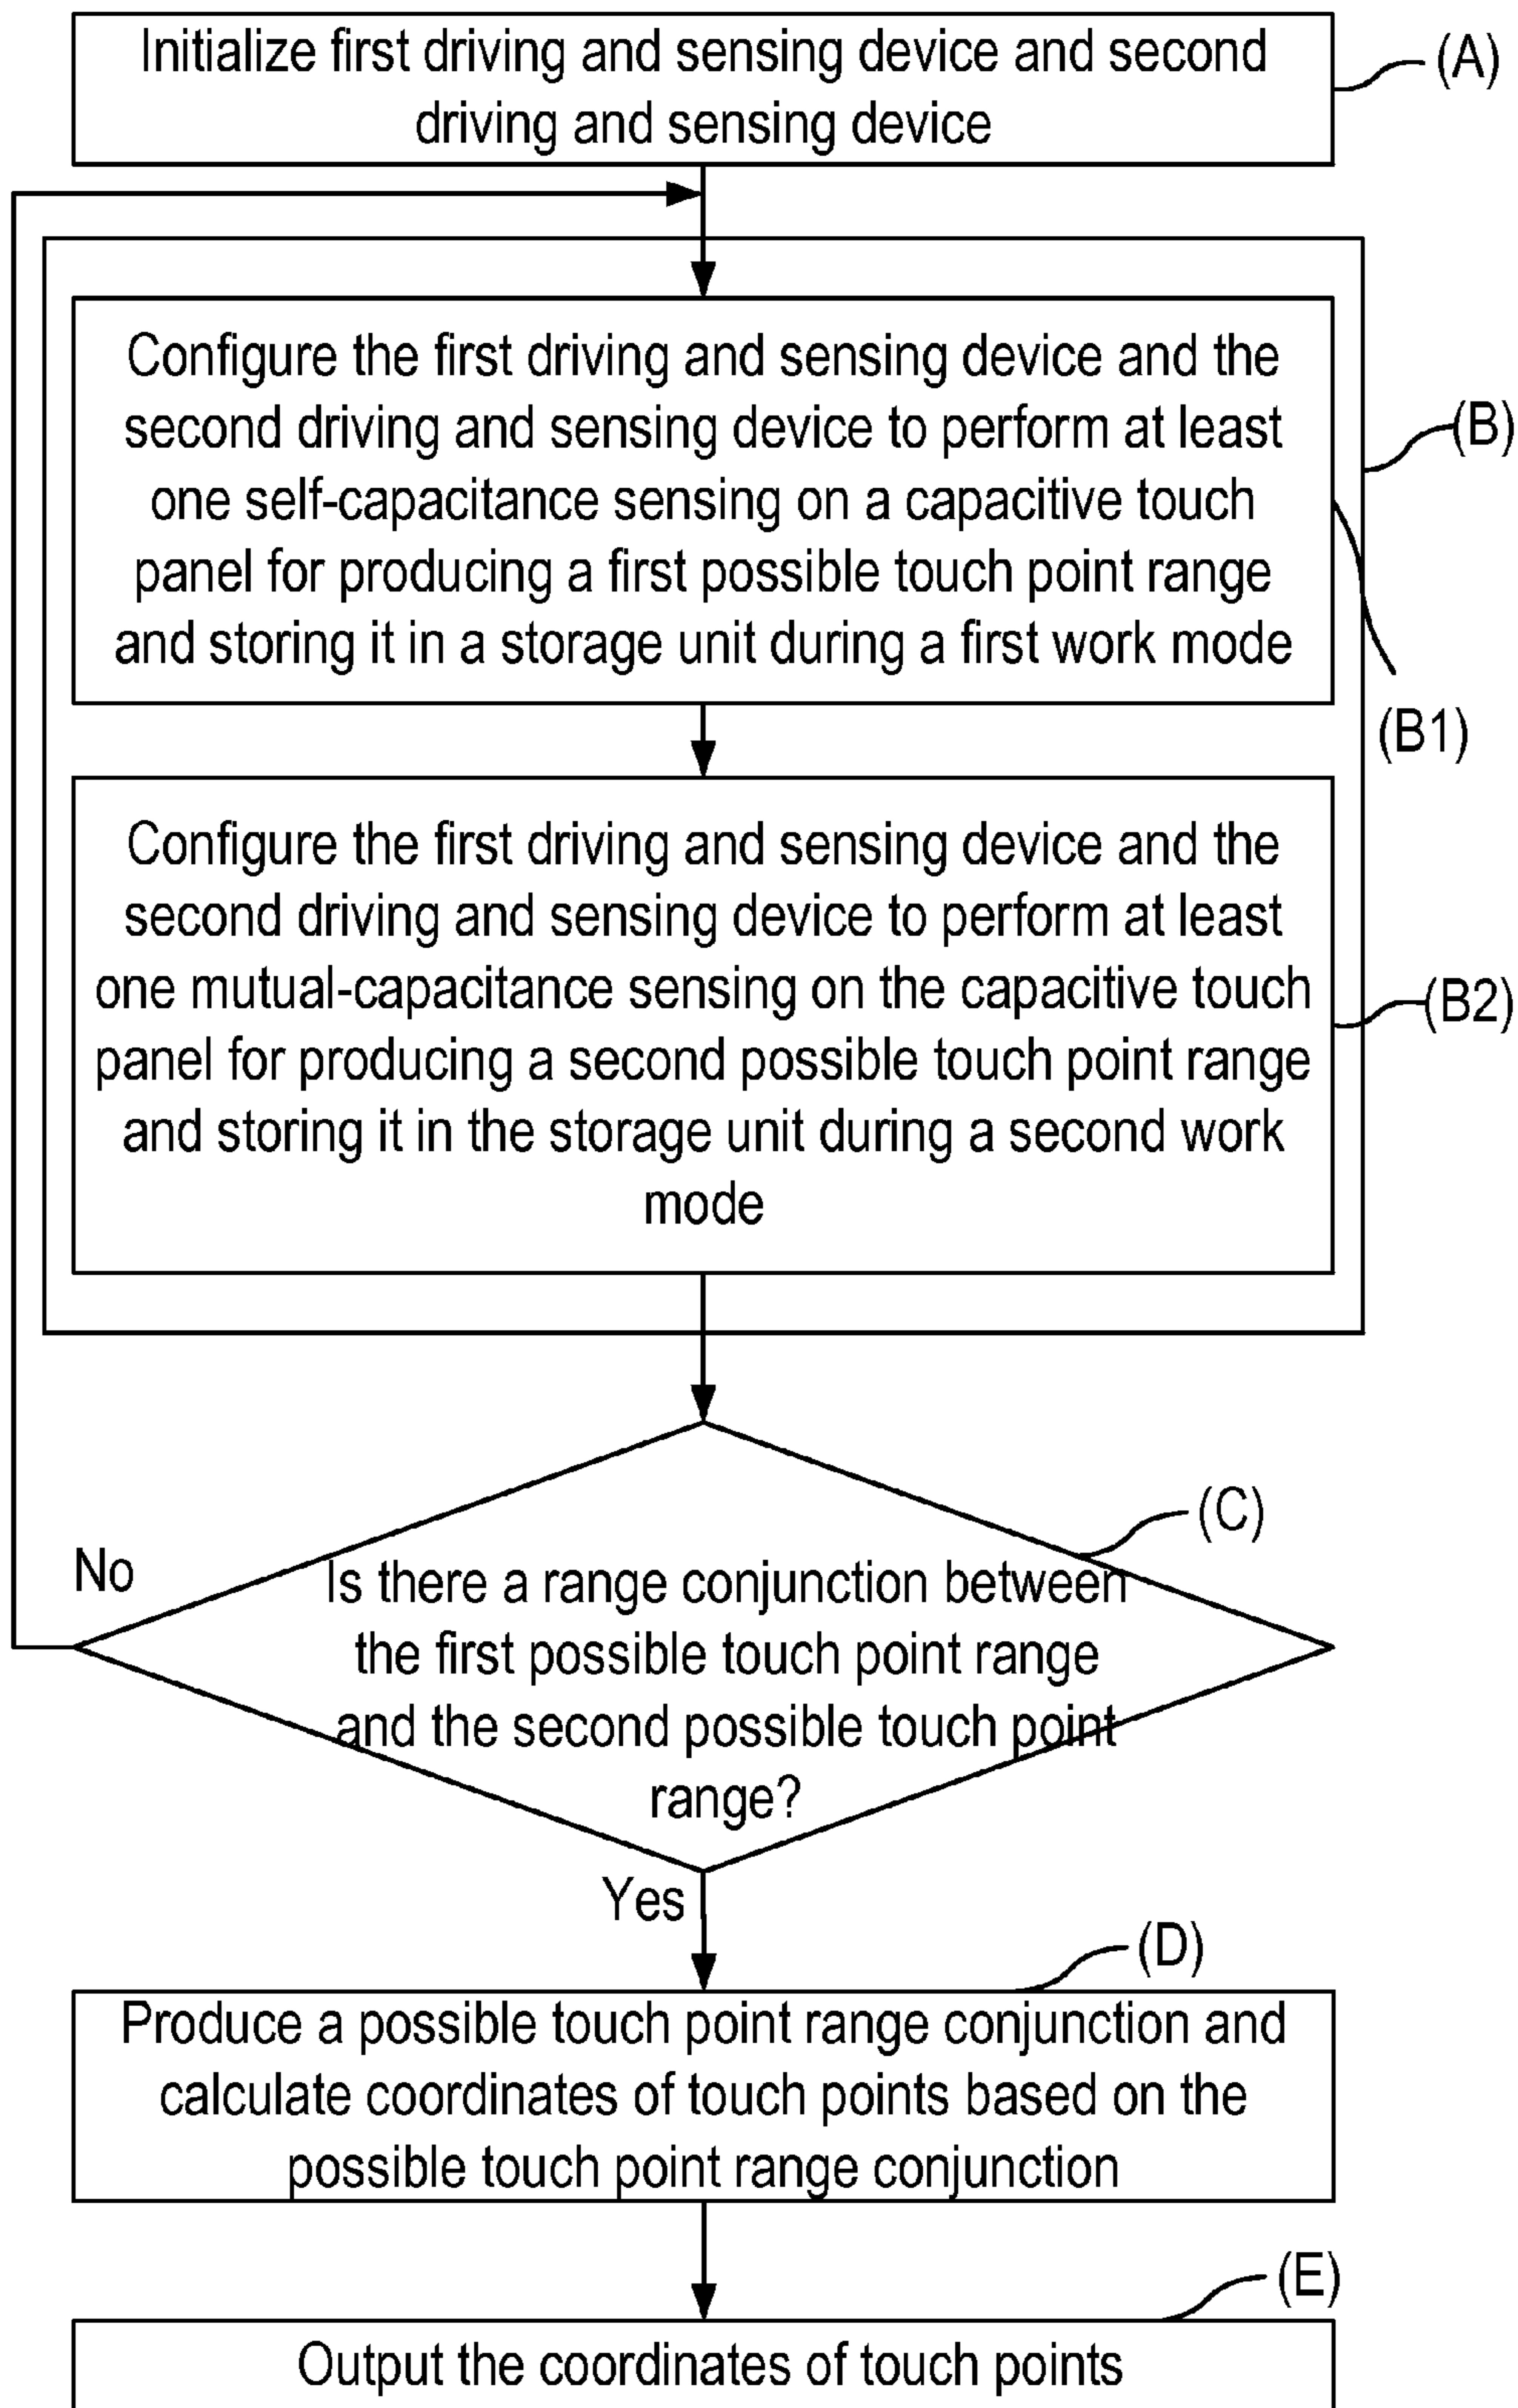 Initialize first driving and sensing device and second
driving and sensing device
(A)
Configure the first driving and sensing device and the
second driving and sensing device to perform at least
one self-capacitance sensing on a capacitive touch
panel for producing a first possible touch point range
and storing it in a storage unit during a first work mode
(B)
(B1)
Configure the first driving and sensing device and the
second driving and sensing device to perform at least
one mutual-capacitance sensing on the capacitive touch
panel for producing a second possible touch point range
and storing it in the storage unit during a second work
mode
(B2)
(C)
No
Is there a range conjunction between
the first possible touch point range
and the second possible touch point
range?
Yes
(D)
Produce a possible touch point range conjunction and
calculate coordinates of touch points based on the
possible touch point range conjunction
(E)
Output the coordinates of touch points